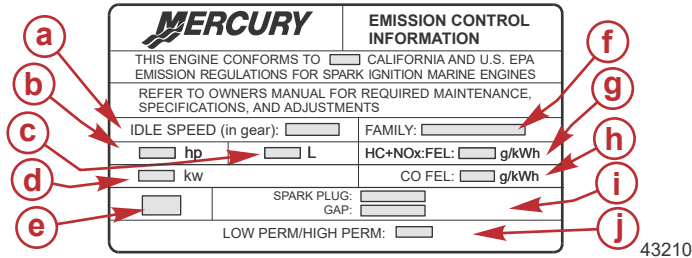 MERCURY
EMISSION CONTROL
INFORMATION
THIS ENGINE CONFORMS TO CALIFORNIA AND U.S. EPA
EMISSION REGULATIONS FOR SPARK IGNITION MARINE ENGINES
REFER TO OWNERS MANUAL FOR REQUIRED MAINTENANCE,
SPECIFICATIONS, AND ADJUSTMENTS
a
IDLE SPEED (in gear):
FAMILY:
f
b
hp
c
L
HC+NOx:FEL: g/kWh
g
d
kw
CO FEL: g/kWh
h
e
SPARK PLUG:
GAP:
i
LOW PERM/HIGH PERM:
j
43210